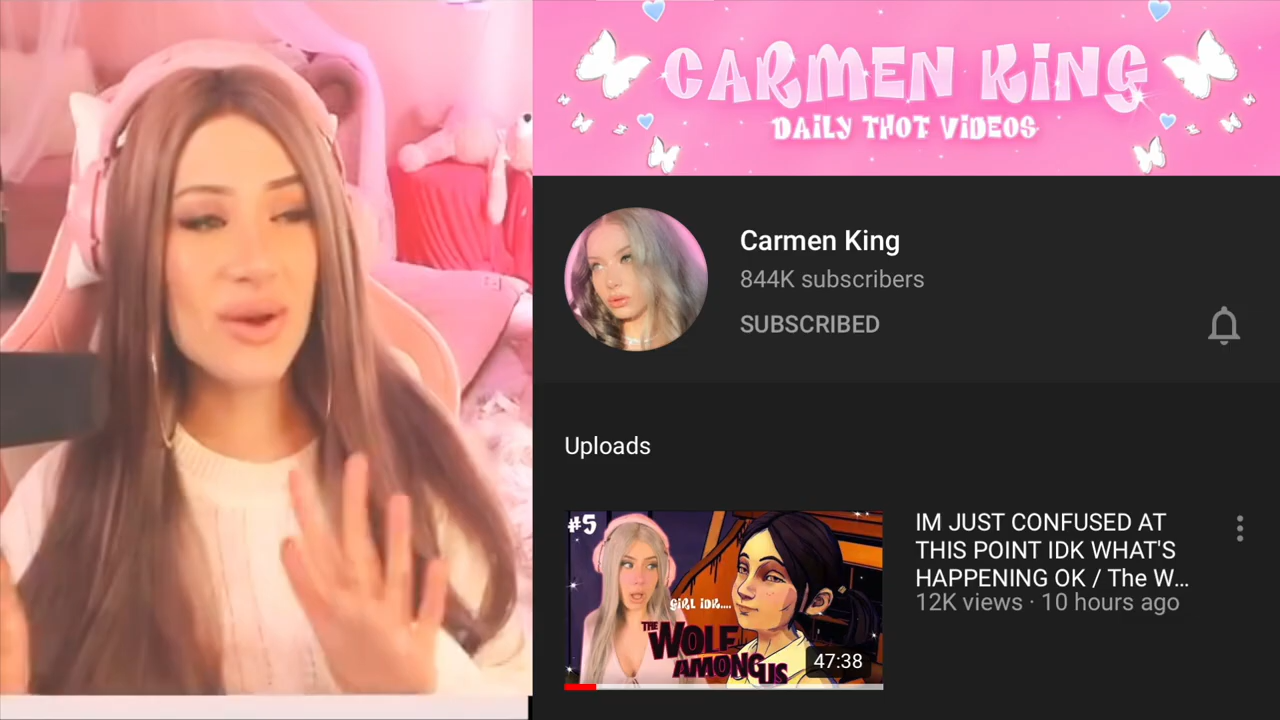 CARMEN KING
DAILY THOT VIDEOS
Carmen King
844K subscribers
SUBSCRIBED
Uploads
#5
GIRL IDK....
THE
WOLF
AMONG US
47:38
IM JUST CONFUSED AT
THIS POINT IDK WHAT'S
HAPPENING OK / The W...
12K views · 10 hours ago